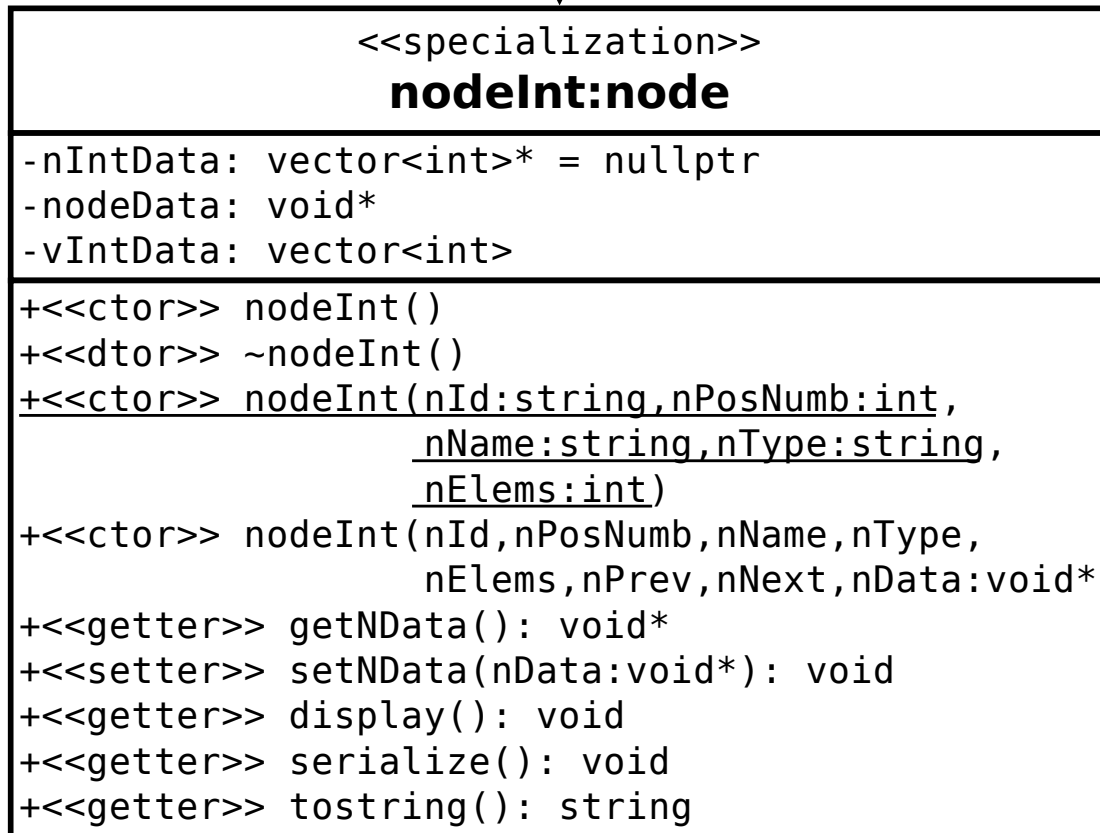 <<specialization>>
nodeInt:node
-nIntData: vector<int>* = nullptr
-nodeData: void*
-vIntData: vector<int>
+<<ctor>> nodeInt()
+<<dtor>> ~nodeInt()
+<<ctor>> nodeInt(nId:string,nPosNumb:int,
nName:string,nType:string,
nElems:int)
+<<ctor>> nodeInt(nId,nPosNumb,nName,nType,
nElems,nPrev,nNext,nData:void*
+<<getter>> getNData(): void*
+<<setter>> setNData(nData:void*): void
+<<getter>> display(): void
+<<getter>> serialize(): void
+<<getter>> tostring(): string